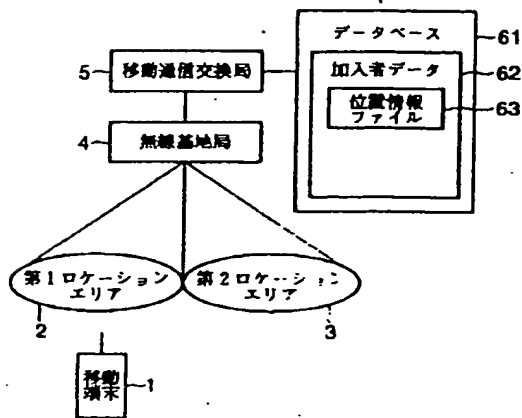 データベース
61
5
移動通信交換局
加入者データ
62
位置情報
ファイル
63
4
無線基地局
第1ロケーション
エリア
第2ロケーション
エリア
2
3
移動
端末
1